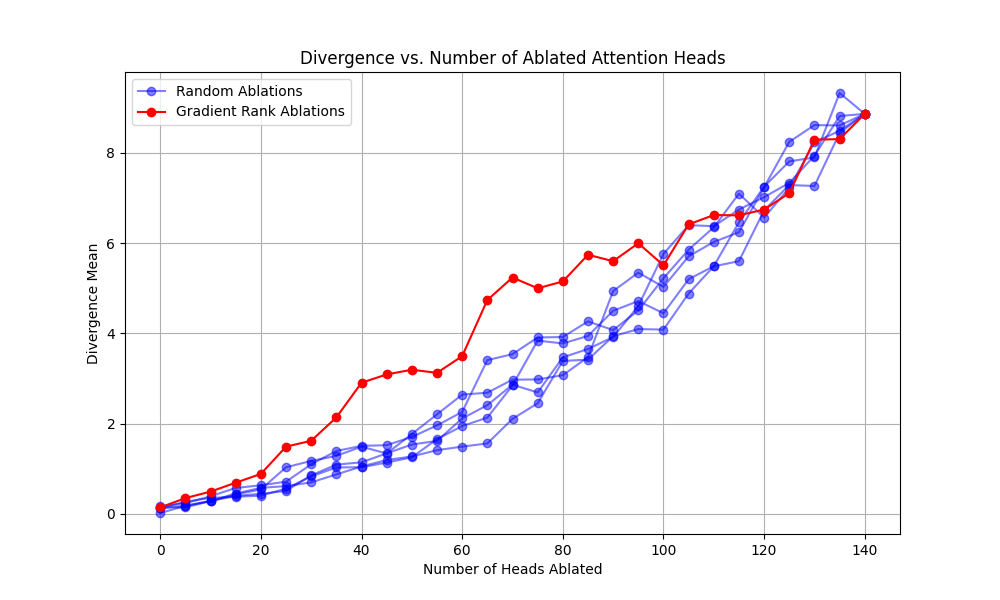 Divergence vs. Number of Ablated Attention Heads
Random Ablations
Gradient Rank Ablations
Divergence Mean
8
6
4
2
0
0 20 40 60 80 100 120 140
Number of Heads Ablated